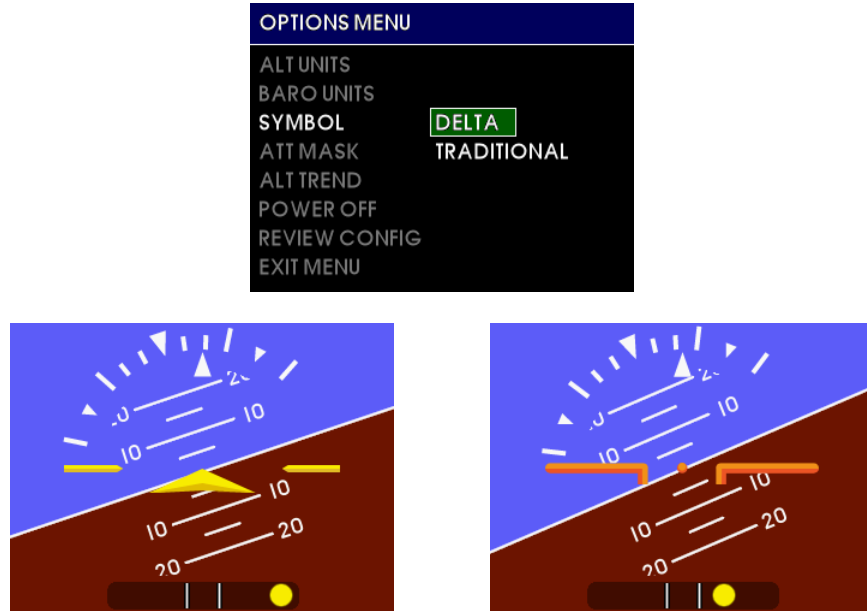 OPTIONS MENU
ALT UNITS
BARO UNITS
SYMBOL DELTA
ATT MASK TRADITIONAL
ALT TREND
POWER OFF
REVIEW CONFIG
EXIT MENU
10
10
10
10
20
10
10
10
10
20
20